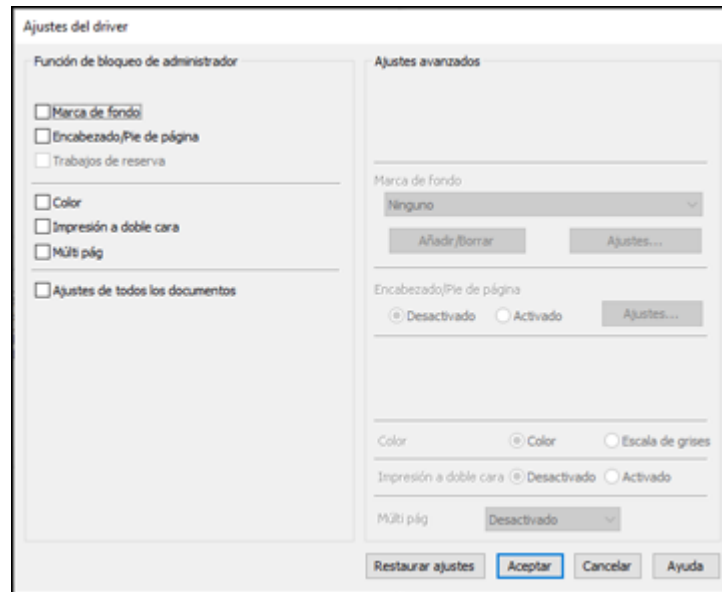 Ajustes del driver
Función de bloqueo de administrador
Marca de fondo
Encabezado/Pie de página
Trabajos de reserva
Color
Impresión a doble cara
Múlti pág
Ajustes de todos los documentos
Ajustes avanzados
Marca de fondo
Ninguno
Añadir/Borrar Ajustes...
Encabezado/Pie de página
Desactivado Activado Ajustes...
Color Color Escala de grises
Impresión a doble cara Desactivado Activado
Múlti pág Desactivado
Restaurar ajustes Aceptar Cancelar Ayuda